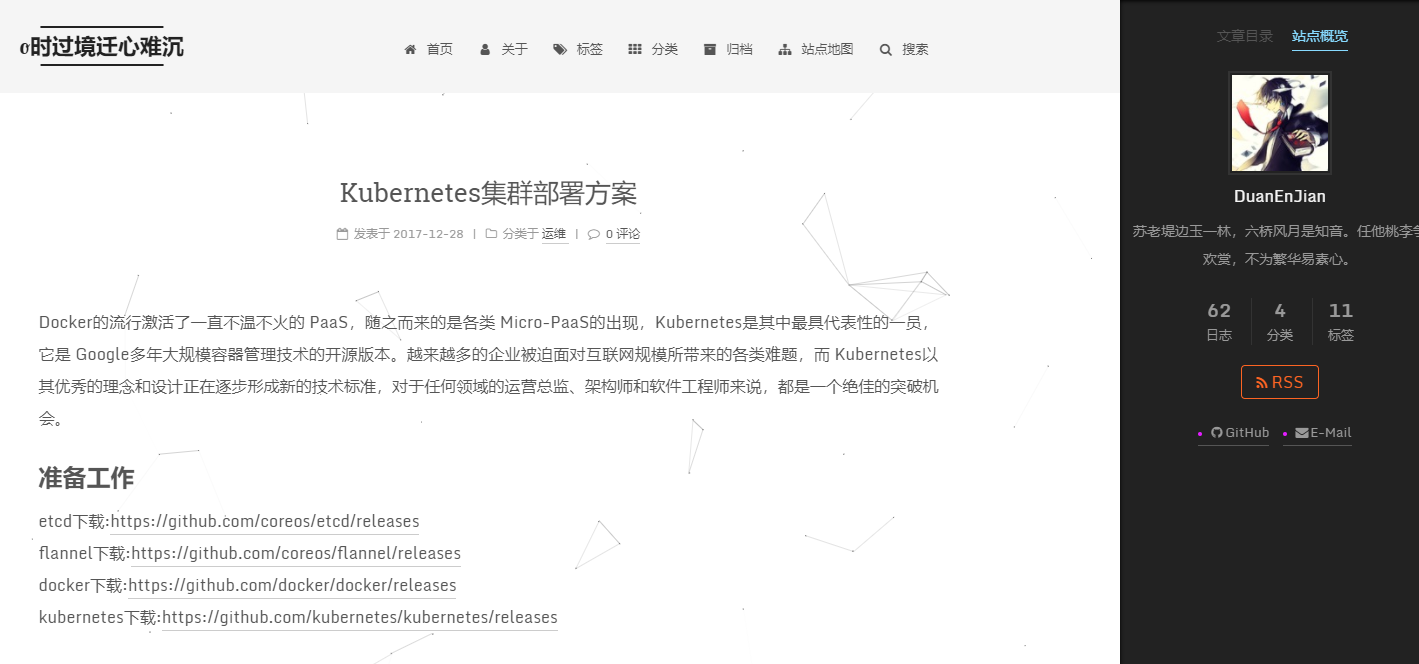 σ时过境迁心难沉
首页 关于 标签 分类 归档 站点地图 搜索
Kubernetes集群部署方案
发表于 2017-12-28 | 分类于 运维 | 0 评论
Docker的流行激活了一直不温不火的 PaaS，随之而来的是各类 Micro-PaaS的出现，Kubernetes是其中最具代表性的一员，
它是 Google多年大规模容器管理技术的开源版本。越来越多的企业被迫面对互联网规模所带来的各类难题，而 Kubernetes以
其优秀的理念和设计正在逐步形成新的技术标准，对于任何领域的运营总监、架构师和软件工程师来说，都是一个绝佳的突破机
会。
准备工作
etcd下载:https://github.com/coreos/etcd/releases
flannel下载:https://github.com/coreos/flannel/releases
docker下载:https://github.com/docker/docker/releases
kubernetes下载:https://github.com/kubernetes/kubernetes/releases
文章目录 站点概览
DuanEnJian
苏老堤边玉一林，六桥风月是知音。任他桃李争
欢赏，不为繁华易素心。
62 4 11
日志 分类 标签
RSS
GitHub E-Mail